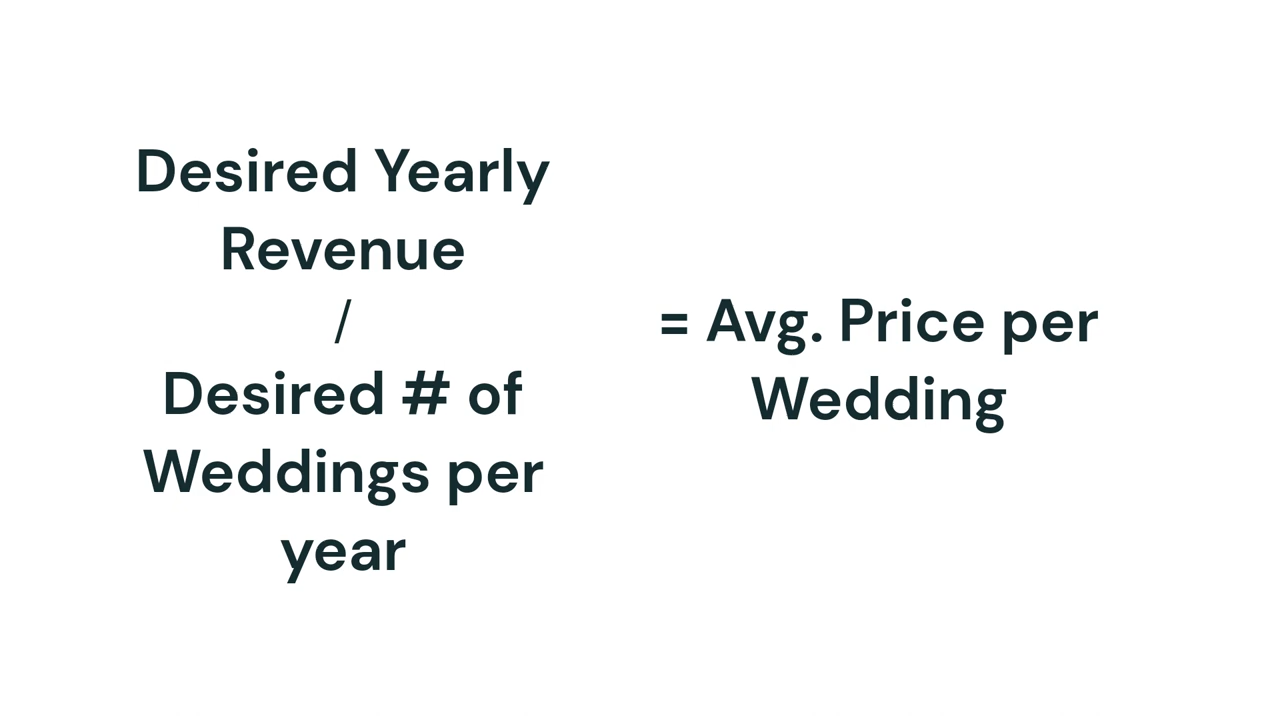 Desired Yearly
Revenue
/
Desired # of
Weddings per
year
= Avg. Price per
Wedding